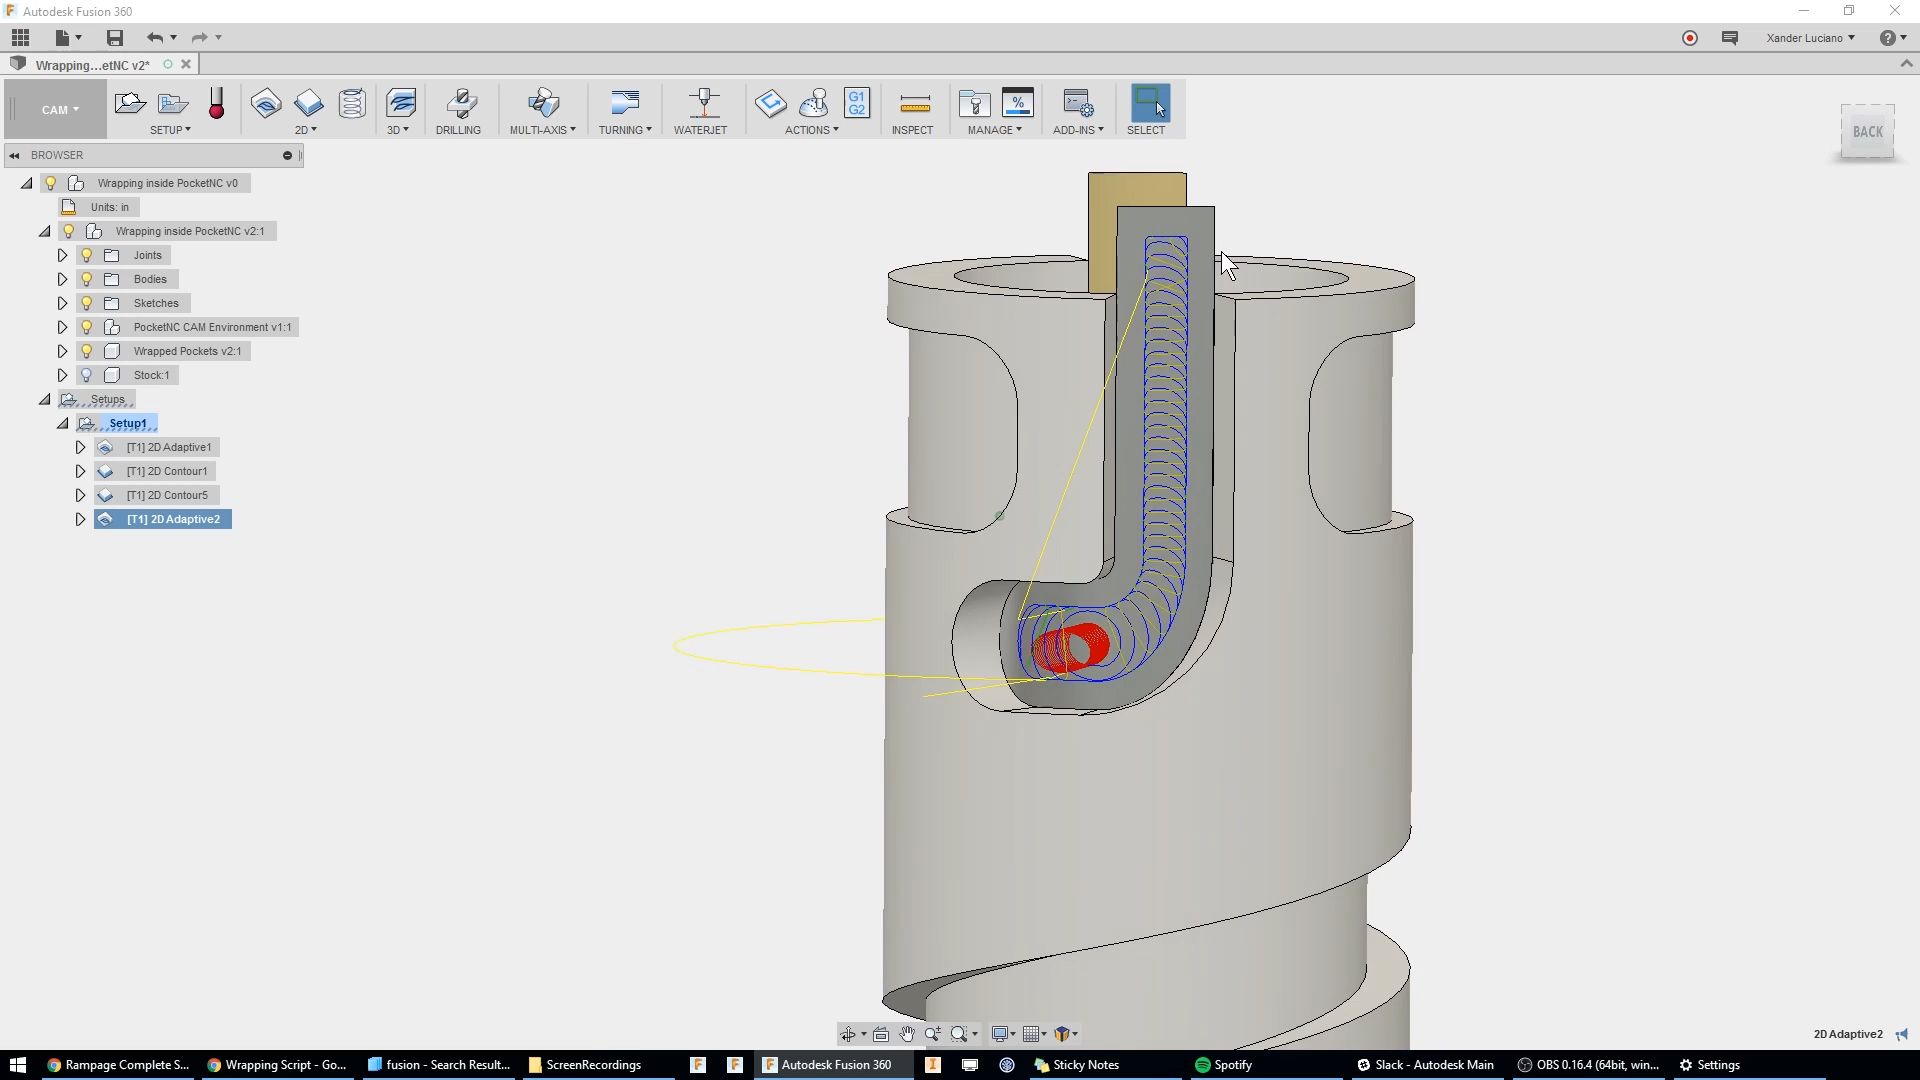 Autodesk Fusion 360
Xander Luciano
Wrapping...etNC v2*
CAM
G1
G2
%
SETUP
2D
3D
DRILLING
MULTI-AXIS
TURNING
WATERJET
ACTIONS
INSPECT
MANAGE
ADD-INS
SELECT
BACK
BROWSER
Wrapping inside PocketNC v0
Units: in
Wrapping inside PocketNC v2:1
Joints
Bodies
Sketches
PocketNC CAM Environment v1:1
Wrapped Pockets v2:1
Stock:1
Setups
Setup1
[T1] 2D Adaptive1
[T1] 2D Contour1
[T1] 2D Contour5
[T1] 2D Adaptive2
2D Adaptive2
Rampage Complete S...
Wrapping Script - Go...
fusion - Search Result...
ScreenRecordings
Autodesk Fusion 360
Sticky Notes
Spotify
Slack - Autodesk Main
OBS 0.16.4 (64bit, win...
Settings